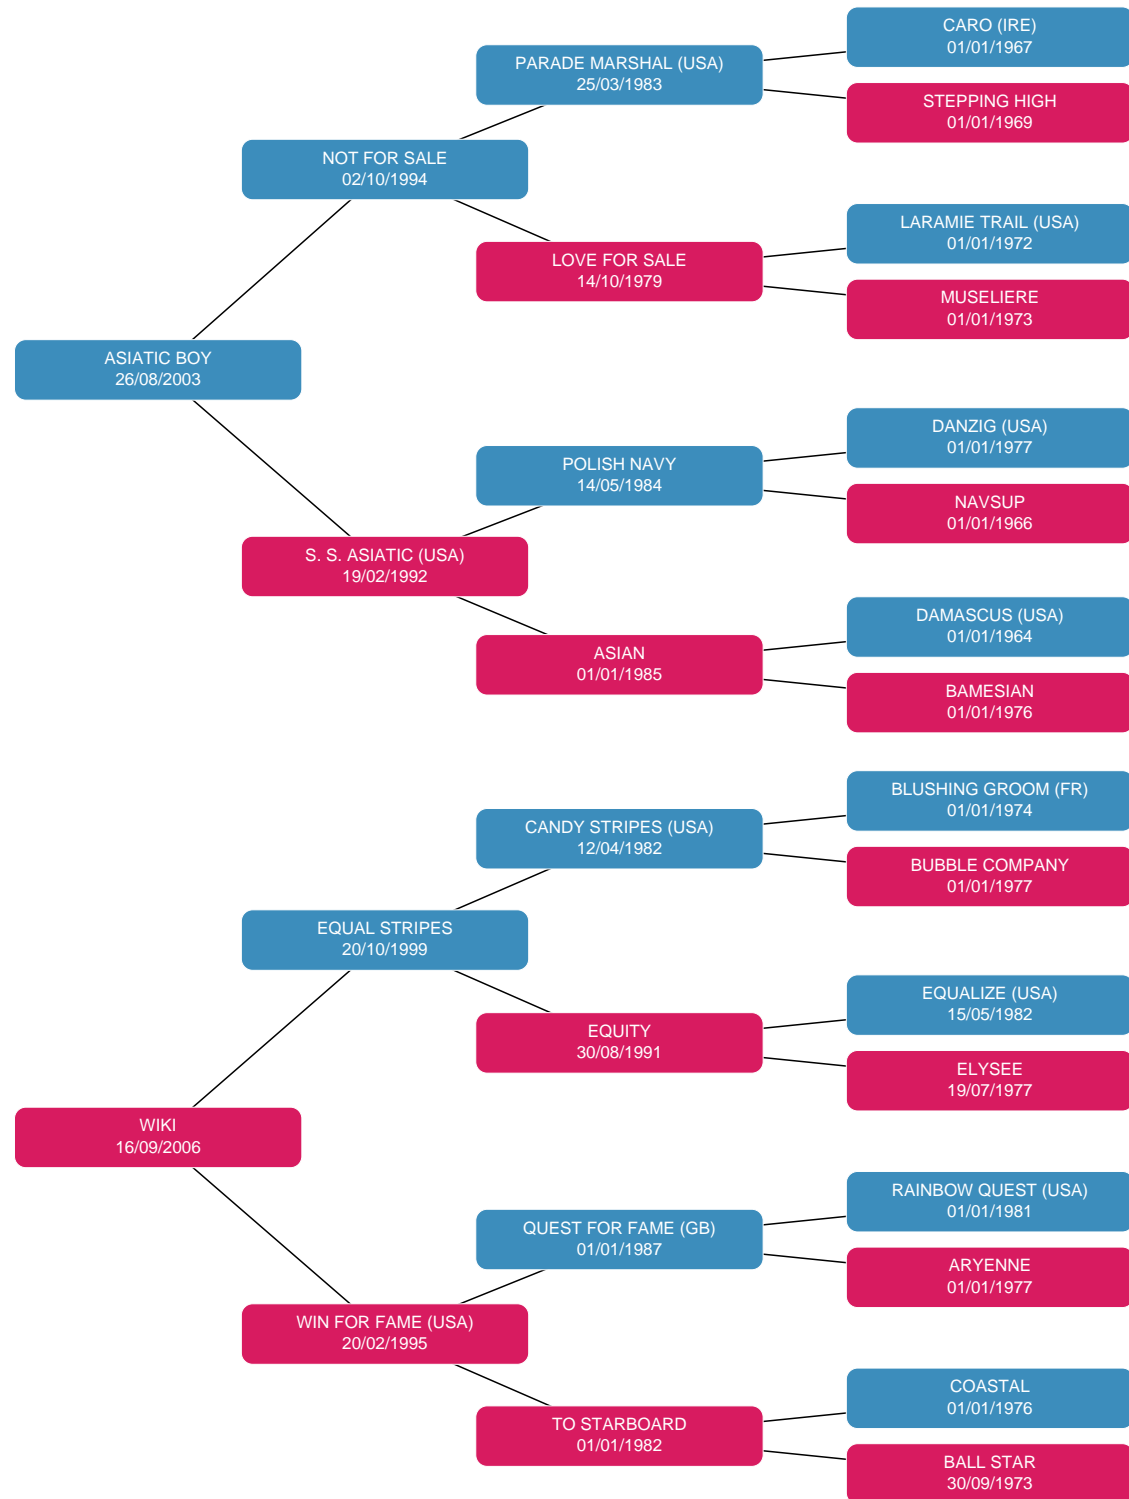 CARO (IRE)
01/01/1967
PARADE MARSHAL (USA)
25/03/1983
STEPPING HIGH
01/01/1969
NOT FOR SALE
02/10/1994
LARAMIE TRAIL (USA)
01/01/1972
LOVE FOR SALE
14/10/1979
MUSELIERE
01/01/1973
ASIATIC BOY
26/08/2003
DANZIG (USA)
01/01/1977
POLISH NAVY
14/05/1984
NAVSUP
01/01/1966
S. S. ASIATIC (USA)
19/02/1992
DAMASCUS (USA)
01/01/1964
ASIAN
01/01/1985
BAMESIAN
01/01/1976
BLUSHING GROOM (FR)
01/01/1974
CANDY STRIPES (USA)
12/04/1982
BUBBLE COMPANY
01/01/1977
EQUAL STRIPES
20/10/1999
EQUALIZE (USA)
15/05/1982
EQUITY
30/08/1991
ELYSEE
19/07/1977
WIKI
16/09/2006
RAINBOW QUEST (USA)
01/01/1981
QUEST FOR FAME (GB)
01/01/1987
ARYENNE
01/01/1977
WIN FOR FAME (USA)
20/02/1995
COASTAL
01/01/1976
TO STARBOARD
01/01/1982
BALL STAR
30/09/1973